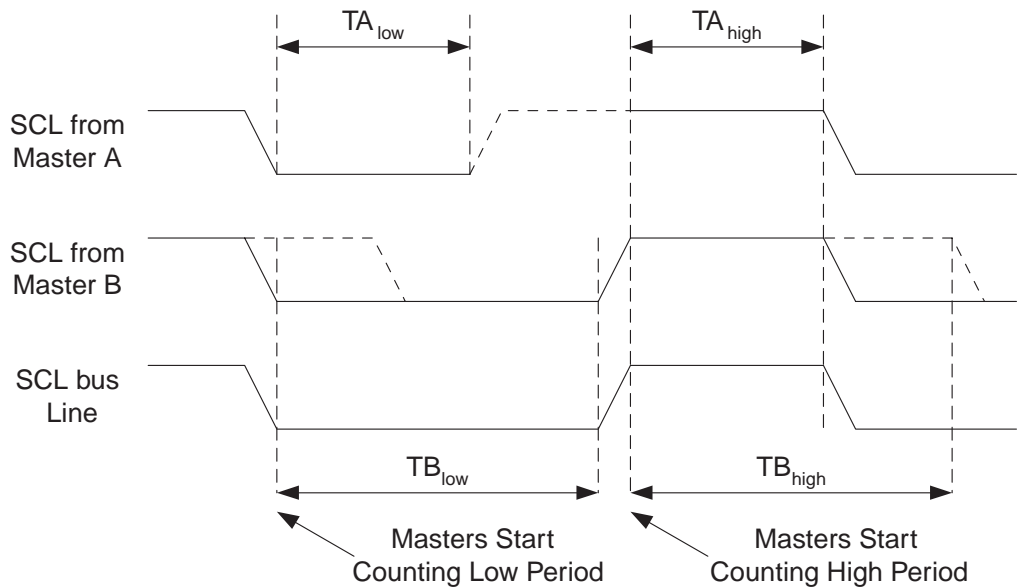 TA low
TA high
SCL from
Master A
SCL from
Master B
SCL bus
Line
TB low
TB high
Masters Start
Counting Low Period
Masters Start
Counting High Period